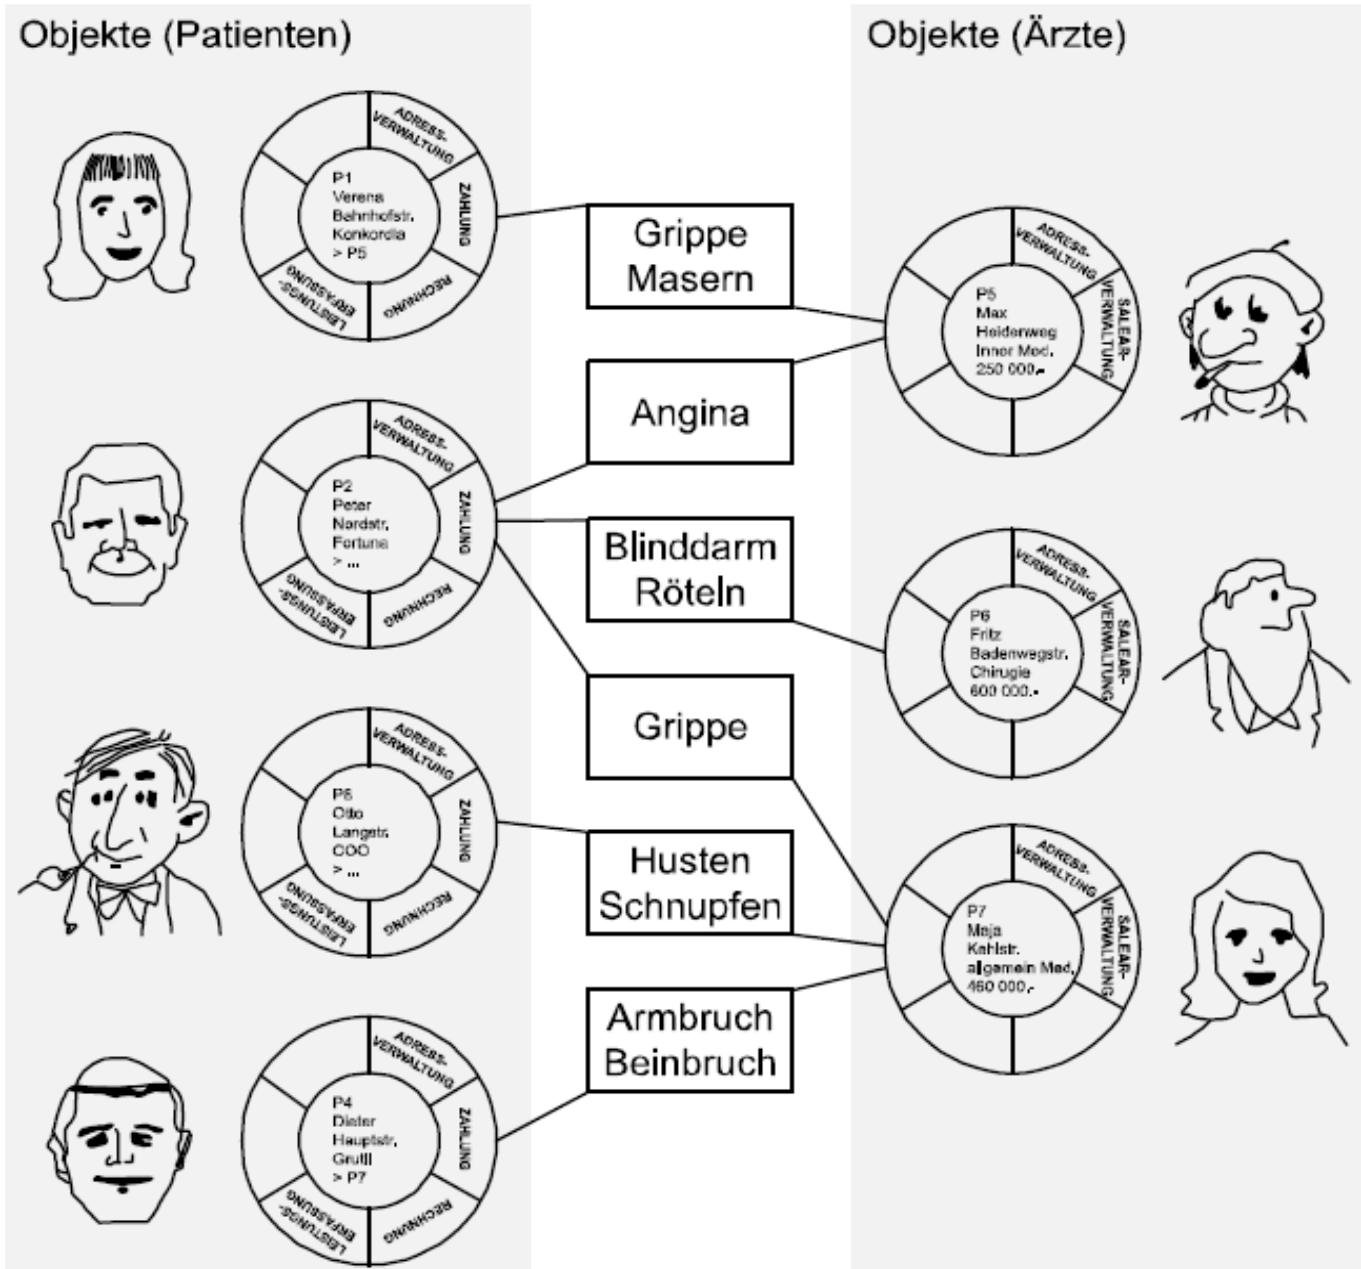 Objekte (Patienten)
Objekte (Ärzte)
ADRESS-
VERWALTUNG
ZAHLUNG
RECHNUNG
LEISTUNGS-
ERFASSUNG
P1
Verena
Bahnhofstr.
Konkordia
> P5
ADRESS-
VERWALTUNG
ZAHLUNG
RECHNUNG
LEISTUNGS-
ERFASSUNG
P2
Peter
Nordstr.
Fortuna
> ...
ADRESS-
VERWALTUNG
ZAHLUNG
RECHNUNG
LEISTUNGS-
ERFASSUNG
Otto
Langstr.
> ...
ADRESS-
VERWALTUNG
ZAHLUNG
RECHNUNG
LEISTUNGS-
ERFASSUNG
P4
Dieter
Hauptstr.
Grutli
> P7
Grippe
Masern
Angina
Blinddarm
Röteln
Grippe
Husten
Schnupfen
Armbruch
Beinbruch
ADRESS-
VERWALTUNG
SALEAR-
VERWALTUNG
P5
Max
Heidenweg
Inner Med.
250 000.-
ADRESS-
VERWALTUNG
SALEAR-
VERWALTUNG
P6
Fritz
Badenwegstr.
Chirugie
600 000.-
ADRESS-
VERWALTUNG
SALEAR-
VERWALTUNG
P7
Maja
Kehlstr.
allgemein Med.
460 000.-